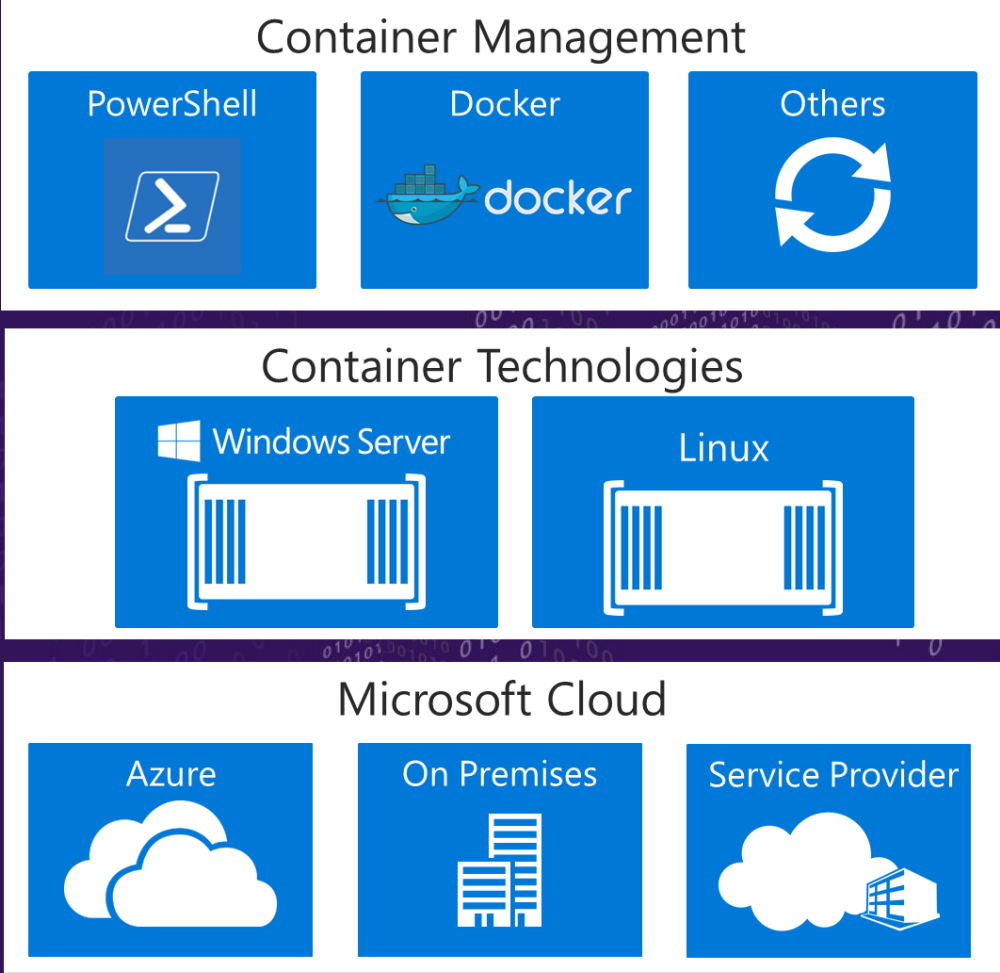 Container Management
PowerShell
Docker
Others
docker
Container Technologies
Windows Server
Linux
Microsoft Cloud
Azure
On Premises
Service Provider